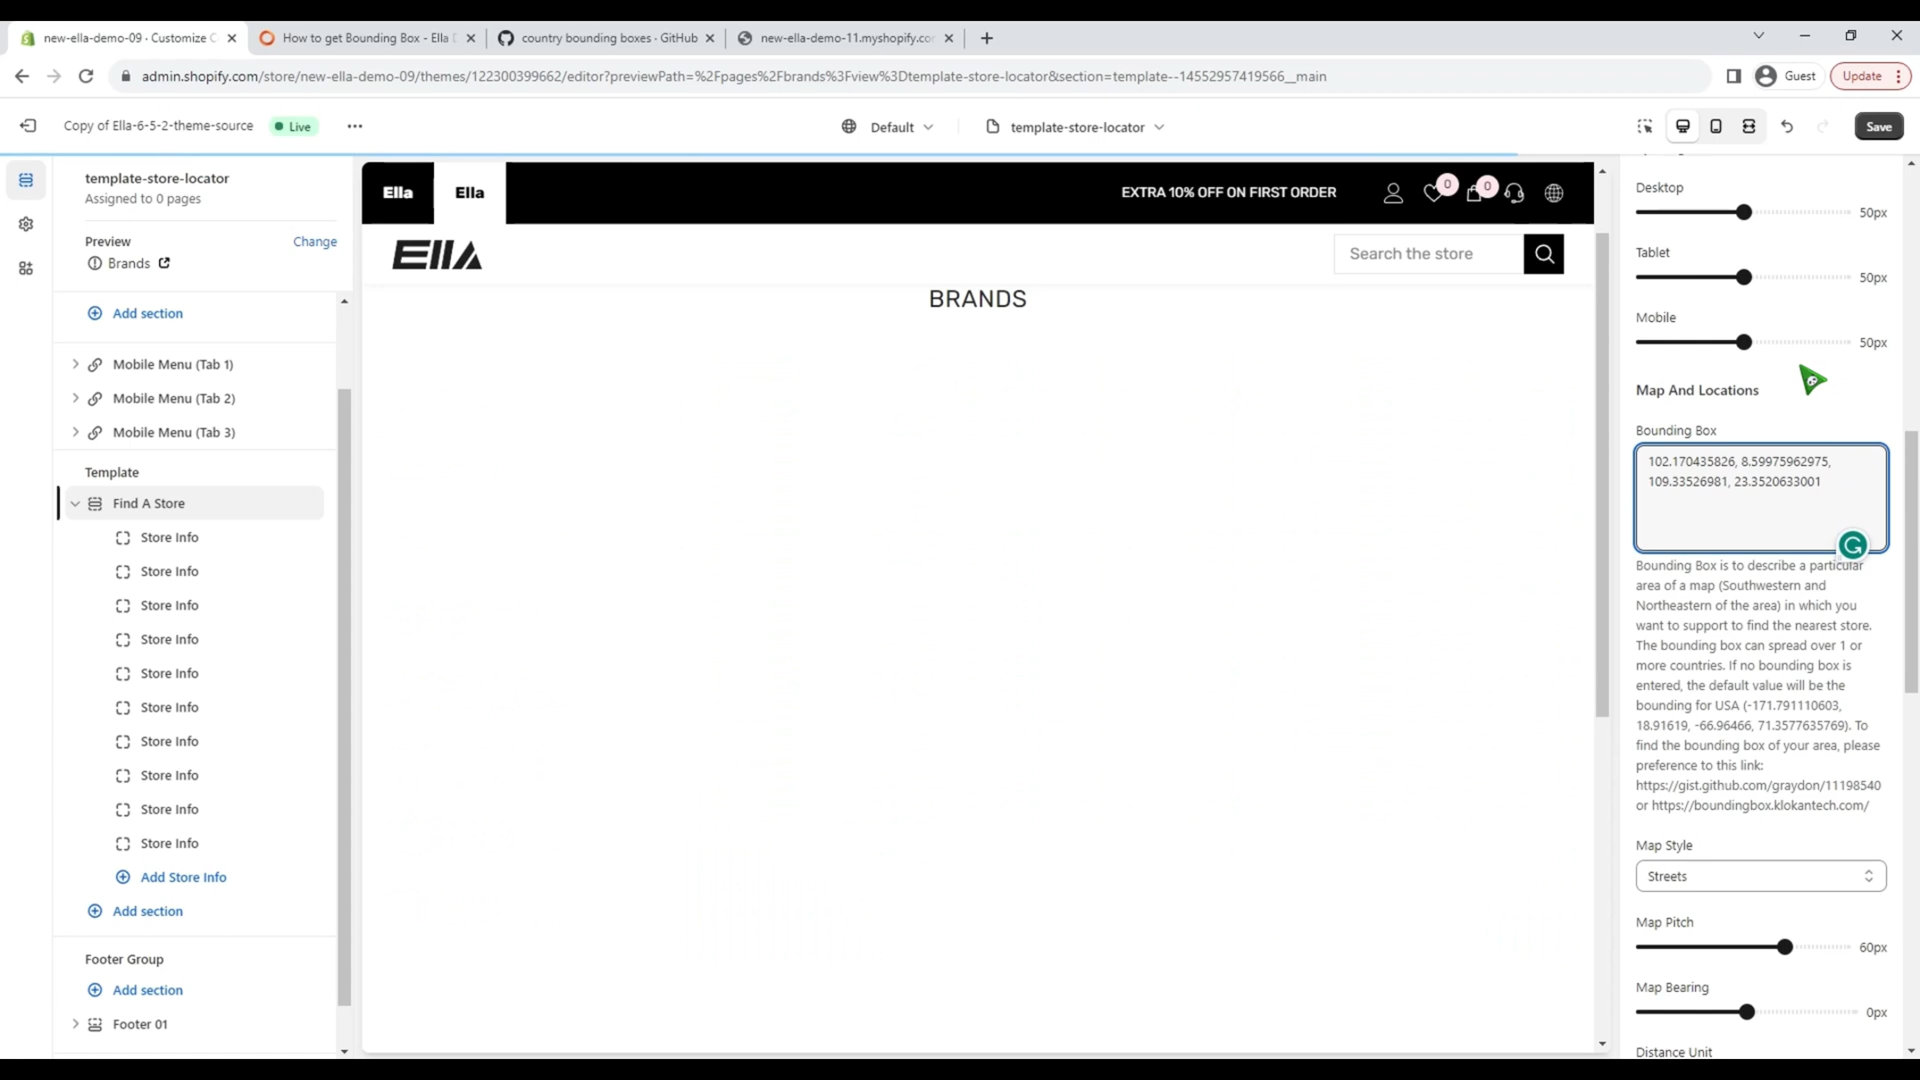 new-ella-demo-09 · Customize C
How to get Bounding Box - Ella D
country bounding boxes · GitHub
new-ella-demo-11.myshopify.co
admin.shopify.com/store/new-ella-demo-09/themes/122300399662/editor?previewPath=%2Fpages%2Fbrands%3Fview%3Dtemplate-store-locator&section=template--14552957419566__main
Guest
Update
Copy of Ella-6-5-2-theme-source
Live
Default
template-store-locator
Save
template-store-locator
Assigned to 0 pages
Preview
Change
Brands
Add section
Mobile Menu (Tab 1)
Mobile Menu (Tab 2)
Mobile Menu (Tab 3)
Template
Find A Store
Store Info
Store Info
Store Info
Store Info
Store Info
Store Info
Store Info
Store Info
Store Info
Store Info
Add Store Info
Add section
Footer Group
Add section
Footer 01
Ella
Ella
EXTRA 10% OFF ON FIRST ORDER
0
0
Ella
Search the store
BRANDS
Desktop
50px
Tablet
50px
Mobile
50px
Map And Locations
Bounding Box
102.170435826, 8.59975962975,
109.33526981, 23.3520633001
Bounding Box is to describe a particular
area of a map (Southwestern and
Northeastern of the area) in which you
want to support to find the nearest store.
The bounding box can spread over 1 or
more countries. If no bounding box is
entered, the default value will be the
bounding for USA (-171.791110603,
18.91619, -66.96466, 71.3577635769). To
find the bounding box of your area, please
preference to this link:
https://gist.github.com/graydon/11198540
or https://boundingbox.klokantech.com/
Map Style
Streets
Map Pitch
60px
Map Bearing
0px
Distance Unit